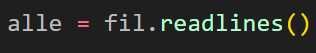 alle = fil.readlines()